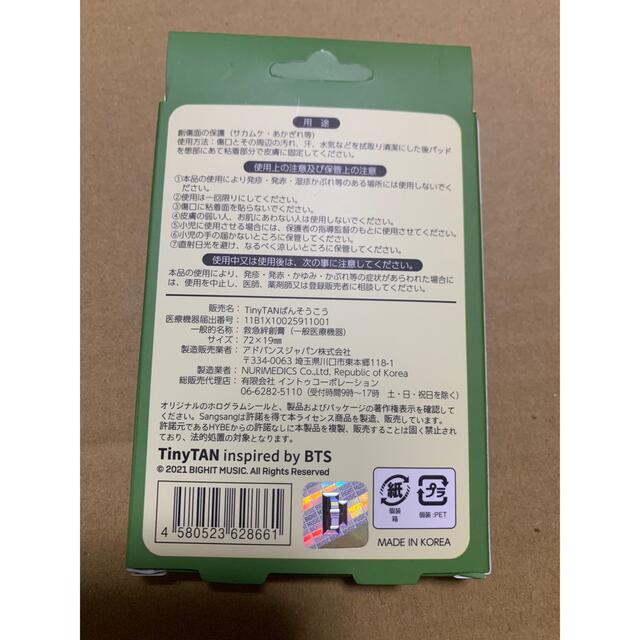 用 途
創傷面の保護（サカムケ・あかぎれ等）
使用方法：傷口とその周辺の汚れ、汗、水気などを拭取り清潔にした後パッド
を患部にあて粘着部分で皮膚に固定してください。
使用上の注意及び保管上の注意
①本品の使用により発疹・発赤・湿疹かぶれ等のある場所には使用しないでく
ださい。
②使用は一回限りにしてください。
③傷口に粘着面を貼らないでください。
④皮膚の弱い人、お肌にあわない人は使用しないでください。
⑤小児に使用させる場合には、保護者の指導監督のもとに使用させてください。
⑥小児の手の届かないところに保管してください。
⑦直射日光を避け、なるべく涼しいところに保管してください。
使用中又は使用後は、次の事に注意してください。
本品の使用により、発疹・発赤・かゆみ・かぶれ等の症状があらわれた場合に
は、使用を中止し、医師、薬剤師又は登録販売者に相談してください。
販売名：TinyTANばんそうこう
医療機器届出番号：11B1X10025911001
一般的名称：救急絆創膏（一般医療機器）
サイズ：72×19mm
製造販売業者：アドバンスジャパン株式会社
〒334-0063 埼玉県川口市東本郷118-1
製造業者：NURIMEDICS Co.,Ltd. Republic of Korea
総販売代理店：有限会社 イントゥコーポレーション
06-6282-5110（受付時間9時〜17時 土・日・祝日を除く）
オリジナルのホログラムシールと、製品およびパッケージの著作権表示を確認して
ください。Sangsangは許諾を得て本ライセンス商品を製造、販売しています。
許諾元であるHYBEからの許諾なしに本製品を複製、販売することは固く禁止され
ており、法的処置の対象となります。
TinyTAN inspired by BTS
© 2021 BIGHIT MUSIC. All Rights Reserved
4 580523 628661
紙
個装
箱
プラ
個装:PET
MADE IN KOREA